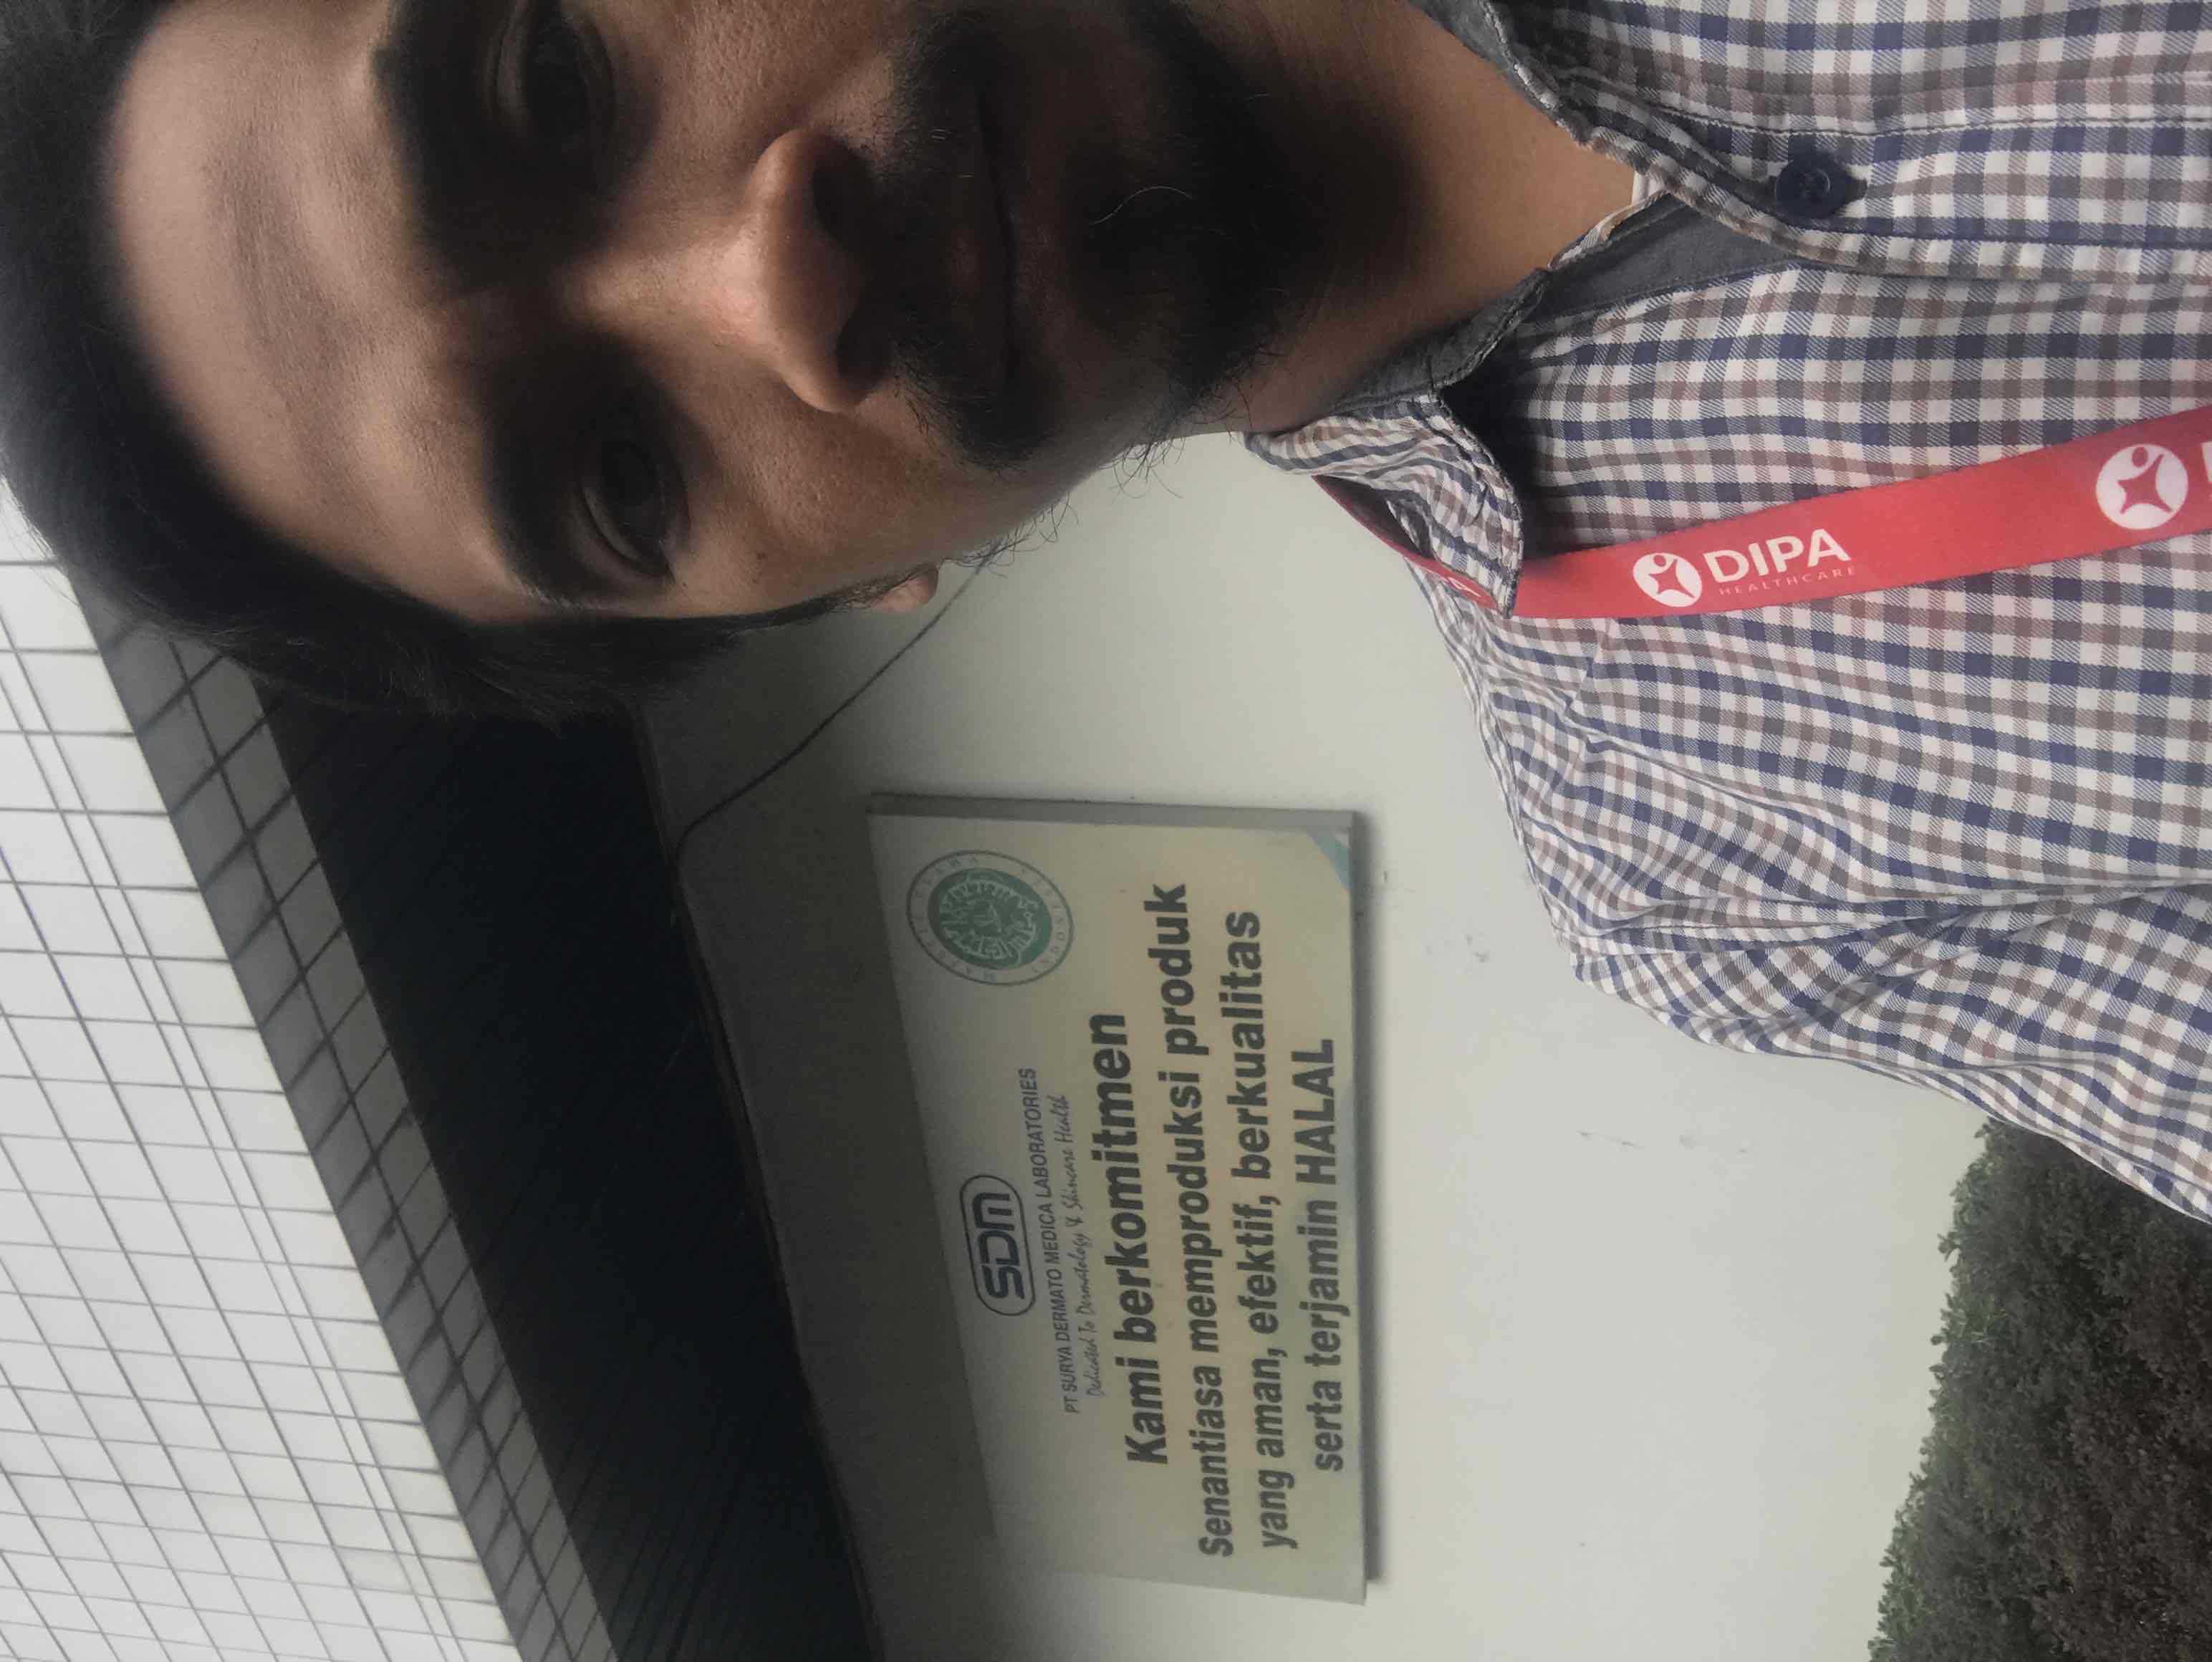 SDM
PT SURYA DERMATO MEDICA LABORATORIES
Dedicated To Dermatology & Skincare Health
Kami berkomitmen
Senantiasa memproduksi produk
yang aman, efektif, berkualitas
serta terjamin HALAL
DIPA
HEALTHCARE